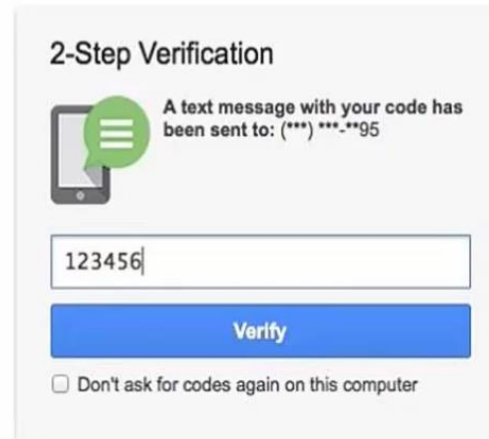 2-Step Verification
A text message with your code has
been sent to: (***) ***-**95
123456
Verify
Don't ask for codes again on this computer